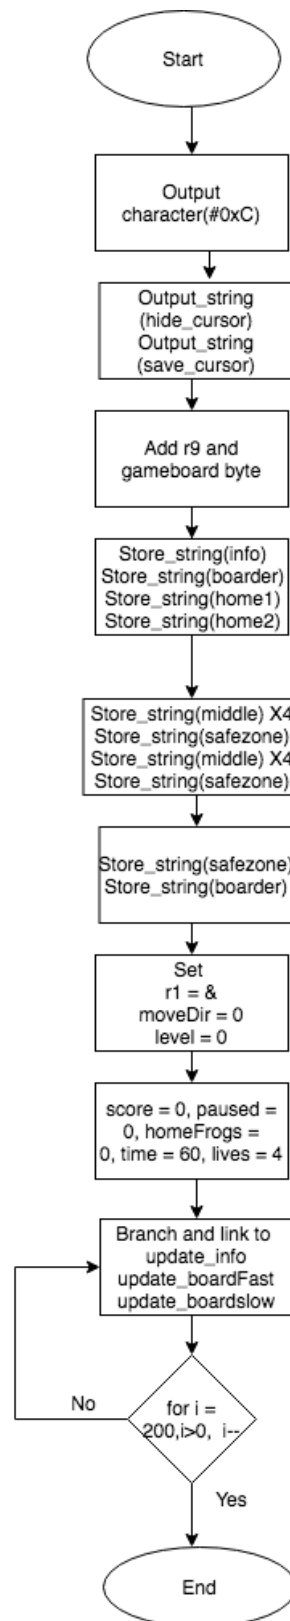 Start
Output
character(#0xC)
Output_string
(hide_cursor)
Output_string
(save_cursor)
Add r9 and
gameboard byte
Store_string(info)
Store_string(boarder)
Store_string(home1)
Store_string(home2)
Store_string(middle) X4
Store_string(safezone)
Store_string(middle) X4
Store_string(safezone)
Store_string(safezone)
Store_string(boarder)
Set
r1 = &
moveDir = 0
level = 0
score = 0, paused =
0, homeFrogs =
0, time = 60, lives = 4
Branch and link to
update_info
update_boardFast
update_boardslow
No
for i =
200,i>0, i--
Yes
End